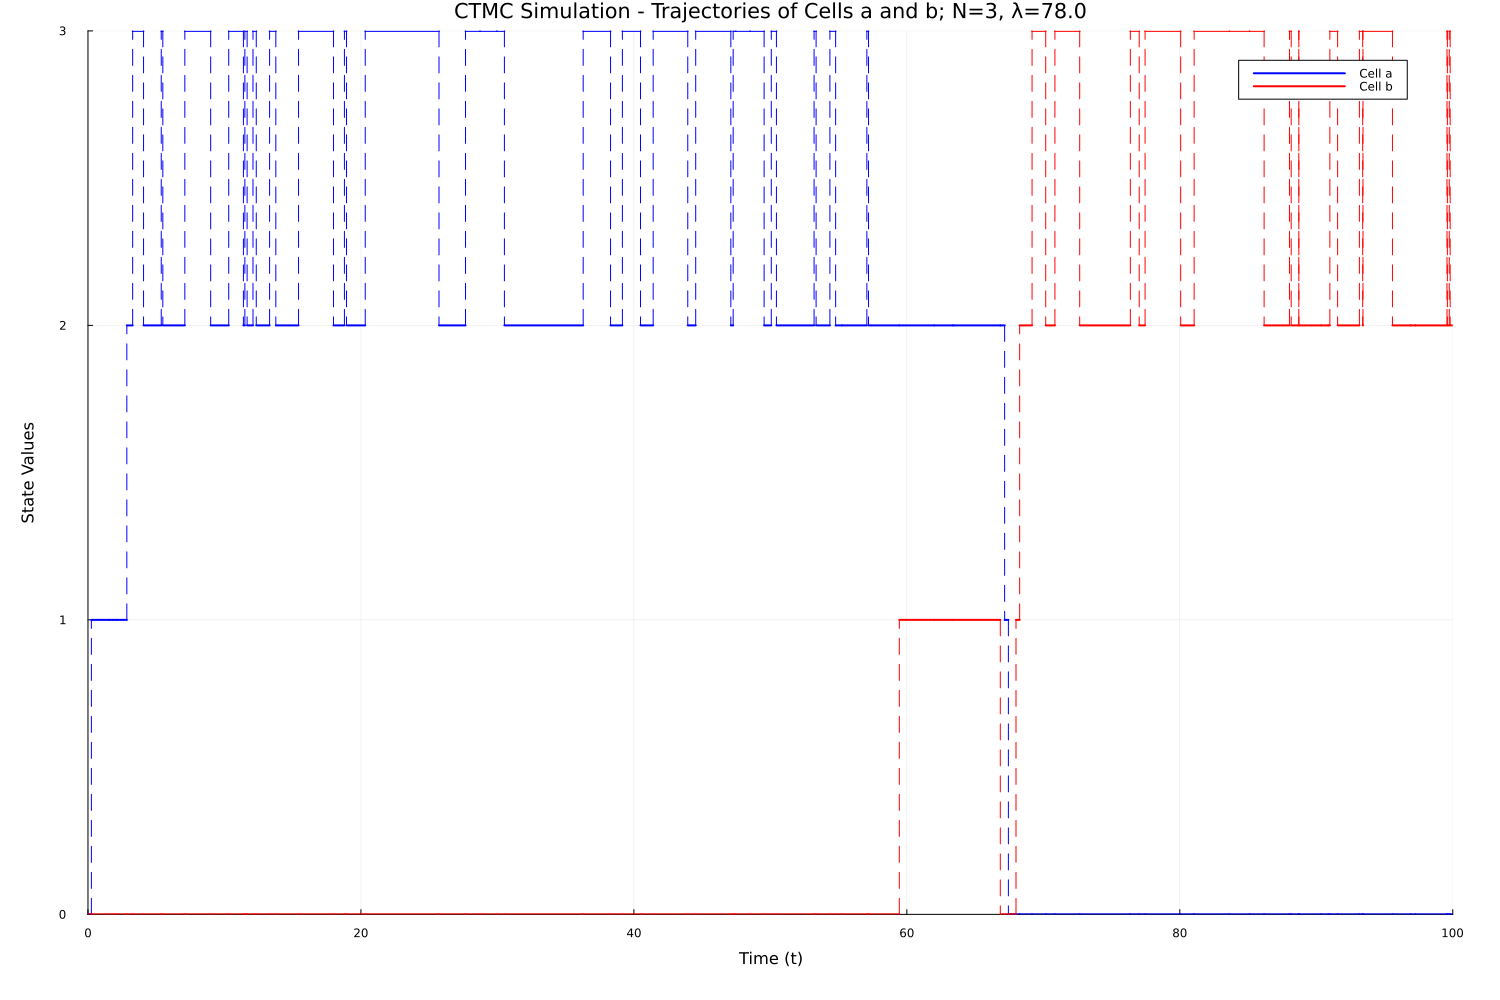 CTMC Simulation - Trajectories of Cells a and b; N=3, λ=78.0
3
Cell a
Cell b
2
State Values
1
0
0 20 40 60 80 100
Time (t)